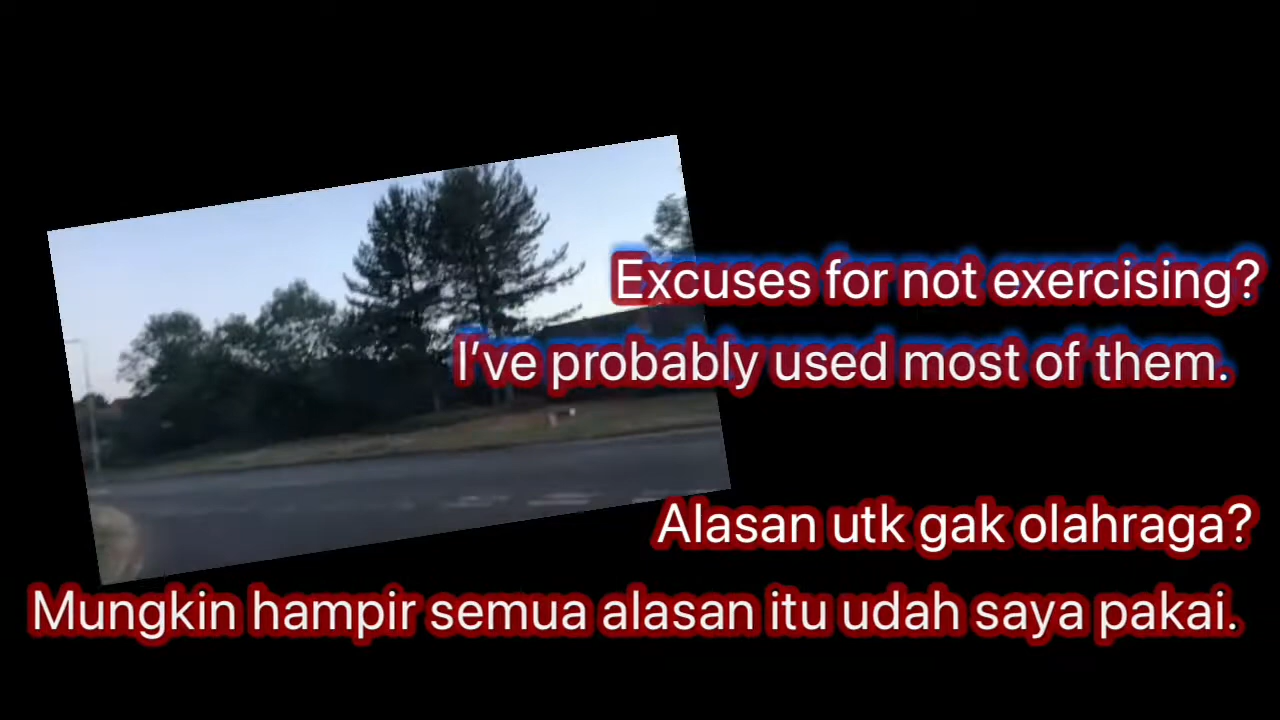 Excuses for not exercising?
I’ve probably used most of them.
Alasan utk gak olahraga?
Mungkin hampir semua alasan itu udah saya pakai.